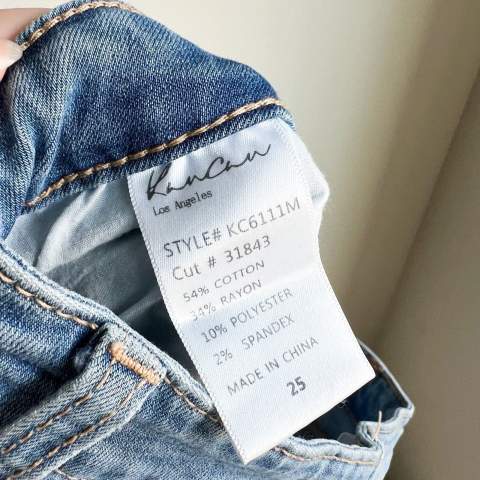 KanCan
Los Angeles
STYLE# KC6111M
Cut # 31843
54% COTTON
34% RAYON
10% POLYESTER
2% SPANDEX
MADE IN CHINA
25